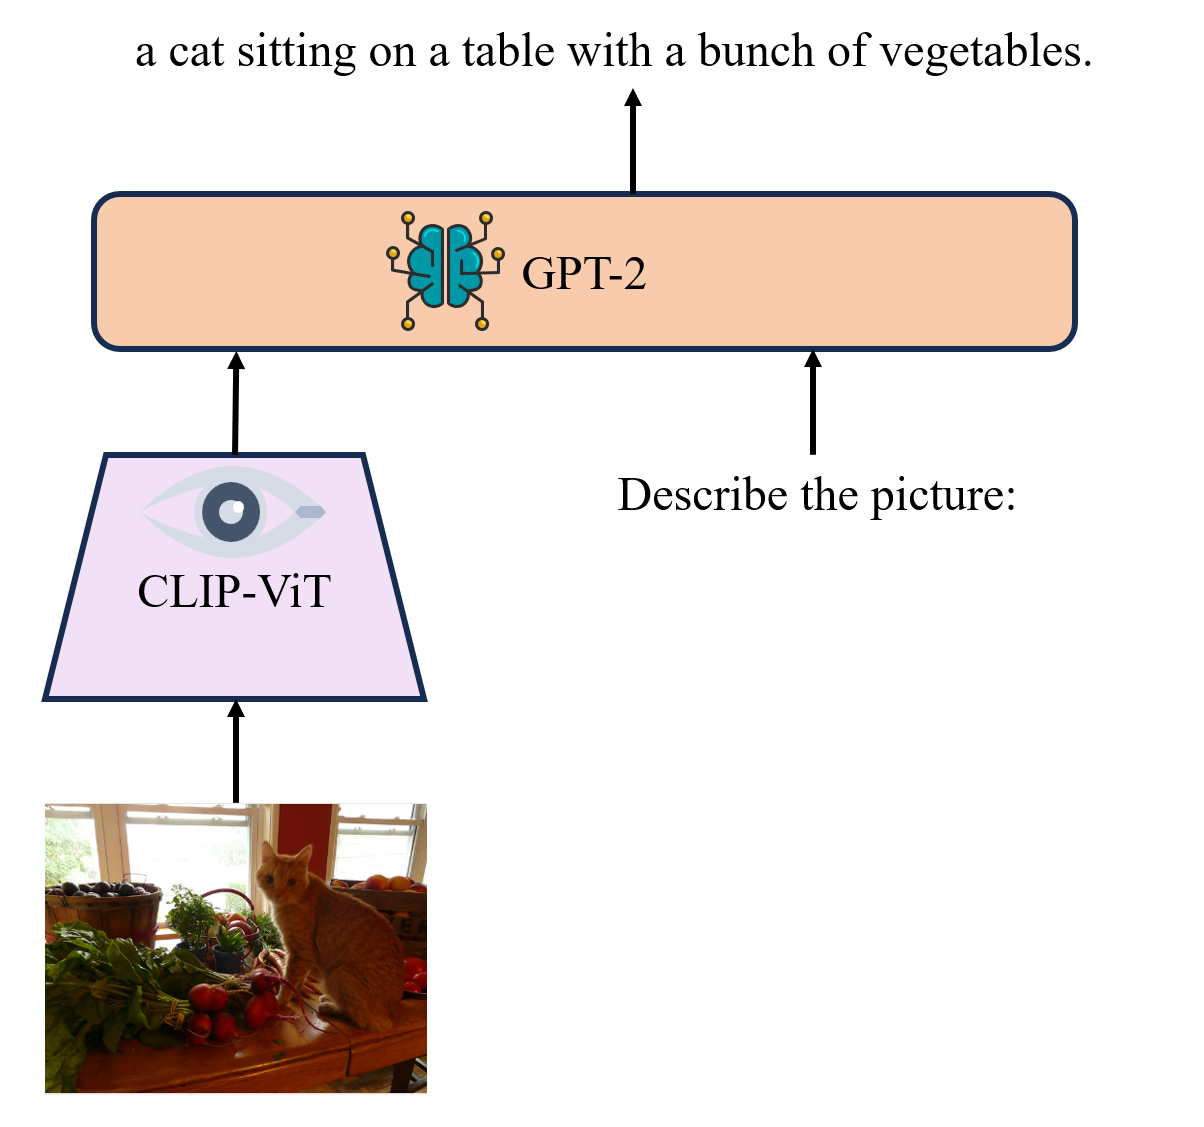 a cat sitting on a table with a bunch of vegetables.
GPT-2
Describe the picture:
CLIP-ViT